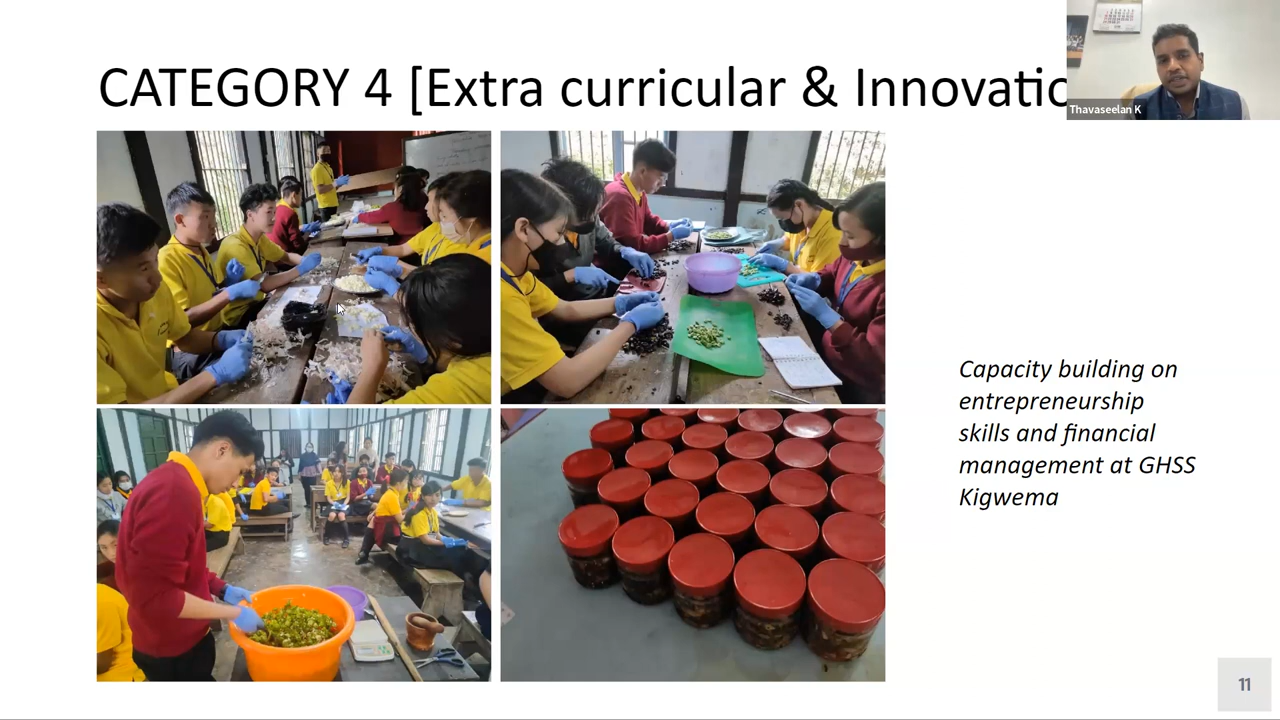 CATEGORY 4 [Extra curricular & Innovatio
Thavaseelan K
Capacity building on
entrepreneurship
skills and financial
management at GHSS
Kigwema
11